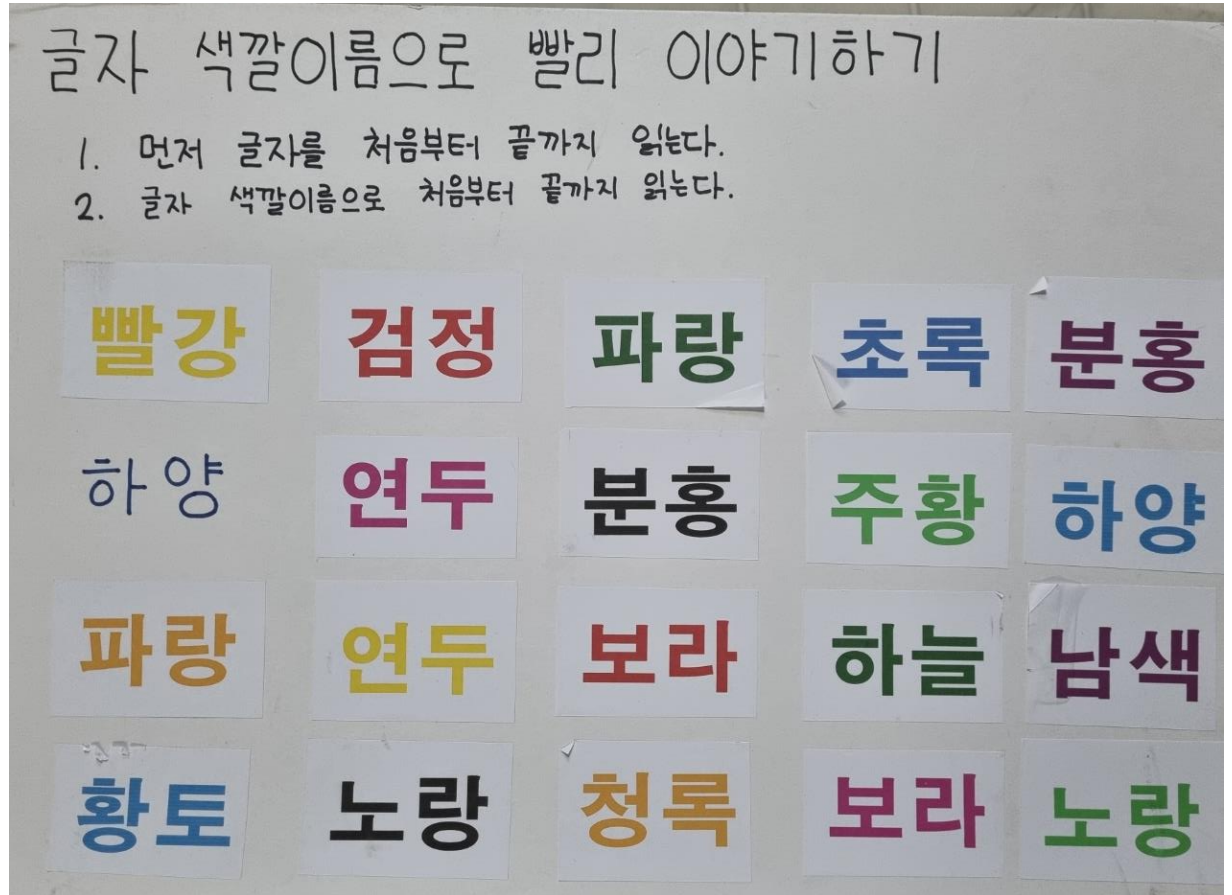 글자 색깔이름으로 빨리 이야기하기
1. 먼저 글자를 처음부터 끝까지 읽는다.
2. 글자 색깔이름으로 처음부터 끝까지 읽는다.
빨강 검정 파랑 초록 분홍
하양 연두 분홍 주황 하양
파랑 연두 보라 하늘 남색
황토 노랑 청록 보라 노랑